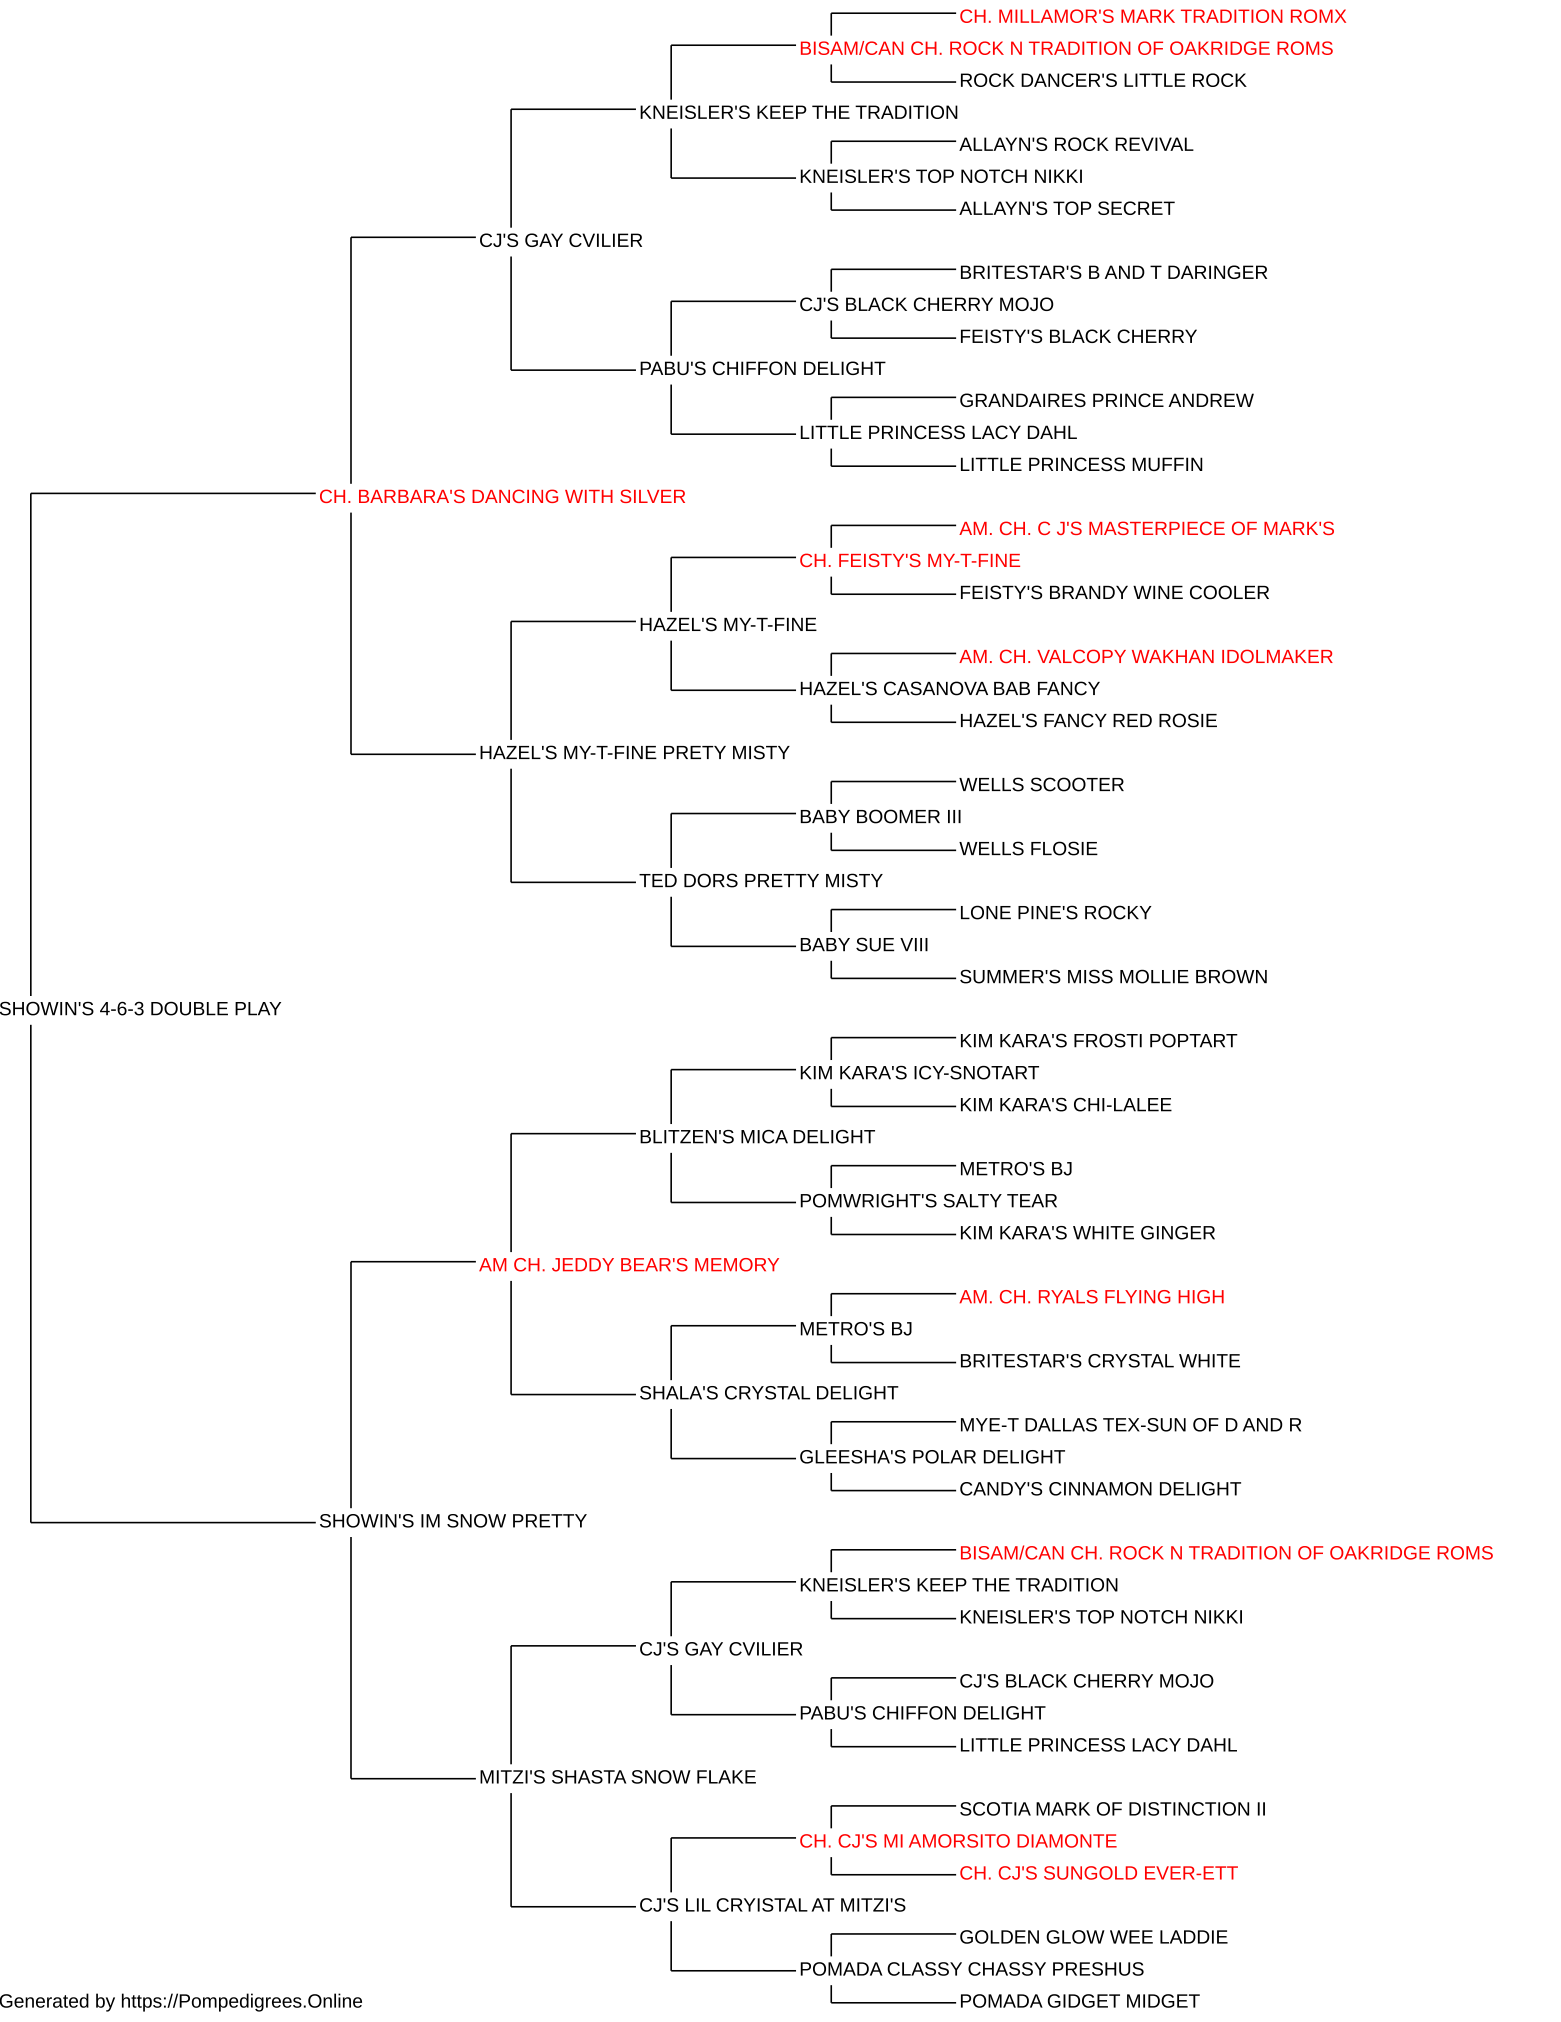 CH. MILLAMOR'S MARK TRADITION ROMX
BISAM/CAN CH. ROCK N TRADITION OF OAKRIDGE ROMS
ROCK DANCER'S LITTLE ROCK
KNEISLER'S KEEP THE TRADITION
ALLAYN'S ROCK REVIVAL
KNEISLER'S TOP NOTCH NIKKI
ALLAYN'S TOP SECRET
CJ'S GAY CVILIER
BRITESTAR'S B AND T DARINGER
CJ'S BLACK CHERRY MOJO
FEISTY'S BLACK CHERRY
PABU'S CHIFFON DELIGHT
GRANDAIRES PRINCE ANDREW
LITTLE PRINCESS LACY DAHL
LITTLE PRINCESS MUFFIN
CH. BARBARA'S DANCING WITH SILVER
AM. CH. C J'S MASTERPIECE OF MARK'S
CH. FEISTY'S MY-T-FINE
FEISTY'S BRANDY WINE COOLER
HAZEL'S MY-T-FINE
AM. CH. VALCOPY WAKHAN IDOLMAKER
HAZEL'S CASANOVA BAB FANCY
HAZEL'S FANCY RED ROSIE
HAZEL'S MY-T-FINE PRETY MISTY
WELLS SCOOTER
BABY BOOMER III
WELLS FLOSIE
TED DORS PRETTY MISTY
LONE PINE'S ROCKY
BABY SUE VIII
SUMMER'S MISS MOLLIE BROWN
SHOWIN'S 4-6-3 DOUBLE PLAY
KIM KARA'S FROSTI POPTART
KIM KARA'S ICY-SNOTART
KIM KARA'S CHI-LALEE
BLITZEN'S MICA DELIGHT
METRO'S BJ
POMWRIGHT'S SALTY TEAR
KIM KARA'S WHITE GINGER
AM CH. JEDDY BEAR'S MEMORY
AM. CH. RYALS FLYING HIGH
METRO'S BJ
BRITESTAR'S CRYSTAL WHITE
SHALA'S CRYSTAL DELIGHT
MYE-T DALLAS TEX-SUN OF D AND R
GLEESHA'S POLAR DELIGHT
CANDY'S CINNAMON DELIGHT
SHOWIN'S IM SNOW PRETTY
BISAM/CAN CH. ROCK N TRADITION OF OAKRIDGE ROMS
KNEISLER'S KEEP THE TRADITION
KNEISLER'S TOP NOTCH NIKKI
CJ'S GAY CVILIER
CJ'S BLACK CHERRY MOJO
PABU'S CHIFFON DELIGHT
LITTLE PRINCESS LACY DAHL
MITZI'S SHASTA SNOW FLAKE
SCOTIA MARK OF DISTINCTION II
CH. CJ'S MI AMORSITO DIAMONTE
CH. CJ'S SUNGOLD EVER-ETT
CJ'S LIL CRYISTAL AT MITZI'S
GOLDEN GLOW WEE LADDIE
POMADA CLASSY CHASSY PRESHUS
POMADA GIDGET MIDGET
Generated by https://Pompedigrees.Online